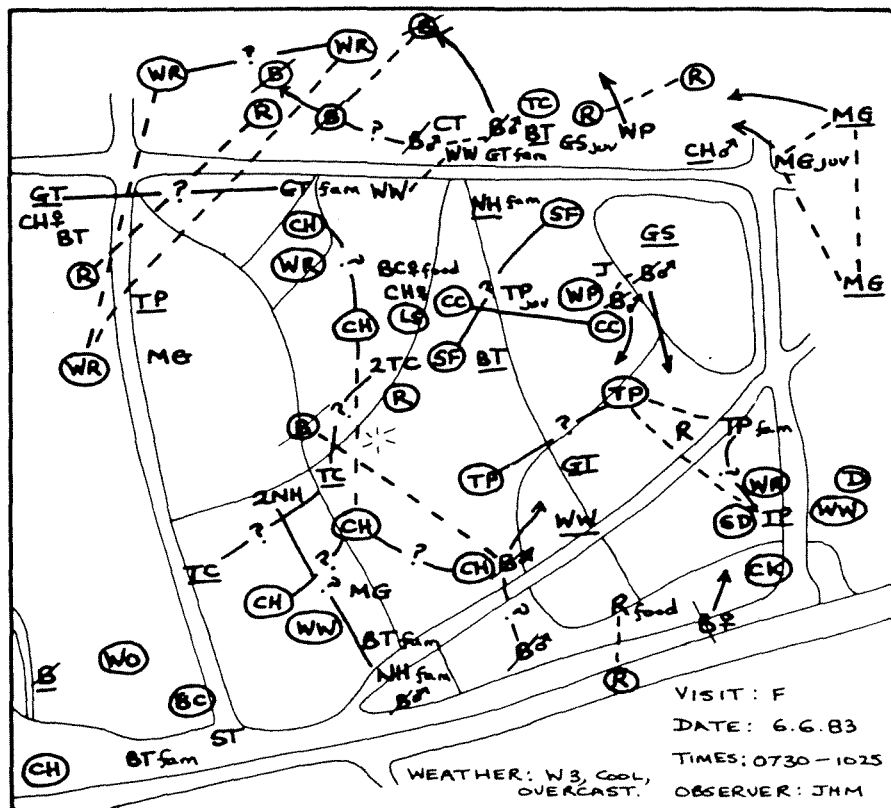 B
WR ? WR
B
R
B
TC
R
R
?
B♂
CT
B♂
BT
GS juv
WP
MG
WW GT fam
CH♂
MG juv
GT ? GT fam
WW
CH♀
BT
NH fam
SF
GS
CH
WR
?
BC♀ food
J
B♂
R
CH♀
?
TP juv
WP
B♂
MG
TP
CC
CC
CH
LG
WR
MG
2TC
SF
BT
R
TP
?
B
?
R
TP fam
TC
TP
GT
?
2NH
WR
D
?
CH
WW
SD
TP
WW
TC
?
?
CH
B
CH
?
MG
CK
WW
?
R food
BT fam
B♀
WO
NH fam
B♂
B
B♂
R
BC
VISIT: F
ST
DATE: 6.6.83
BT fam
TIMES: 0730-1025
CH
WEATHER: W3, COOL,
OVERCAST.
OBSERVER: JHM